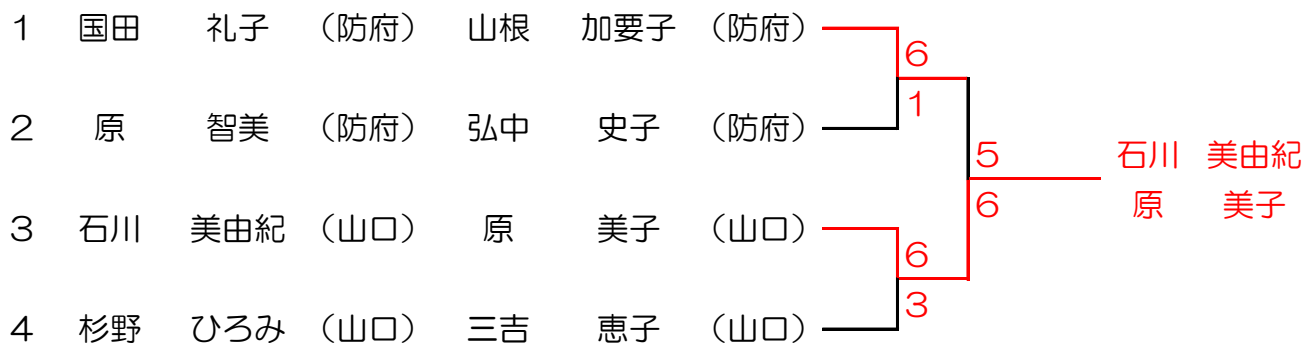 1 国田 礼子 （防府） 山根 加要子 （防府）
6
1
2 原 智美 （防府） 弘中 史子 （防府）
5 石川 美由紀
6 原 美子
3 石川 美由紀 （山口） 原 美子 （山口）
6
3
4 杉野 ひろみ （山口） 三吉 恵子 （山口）